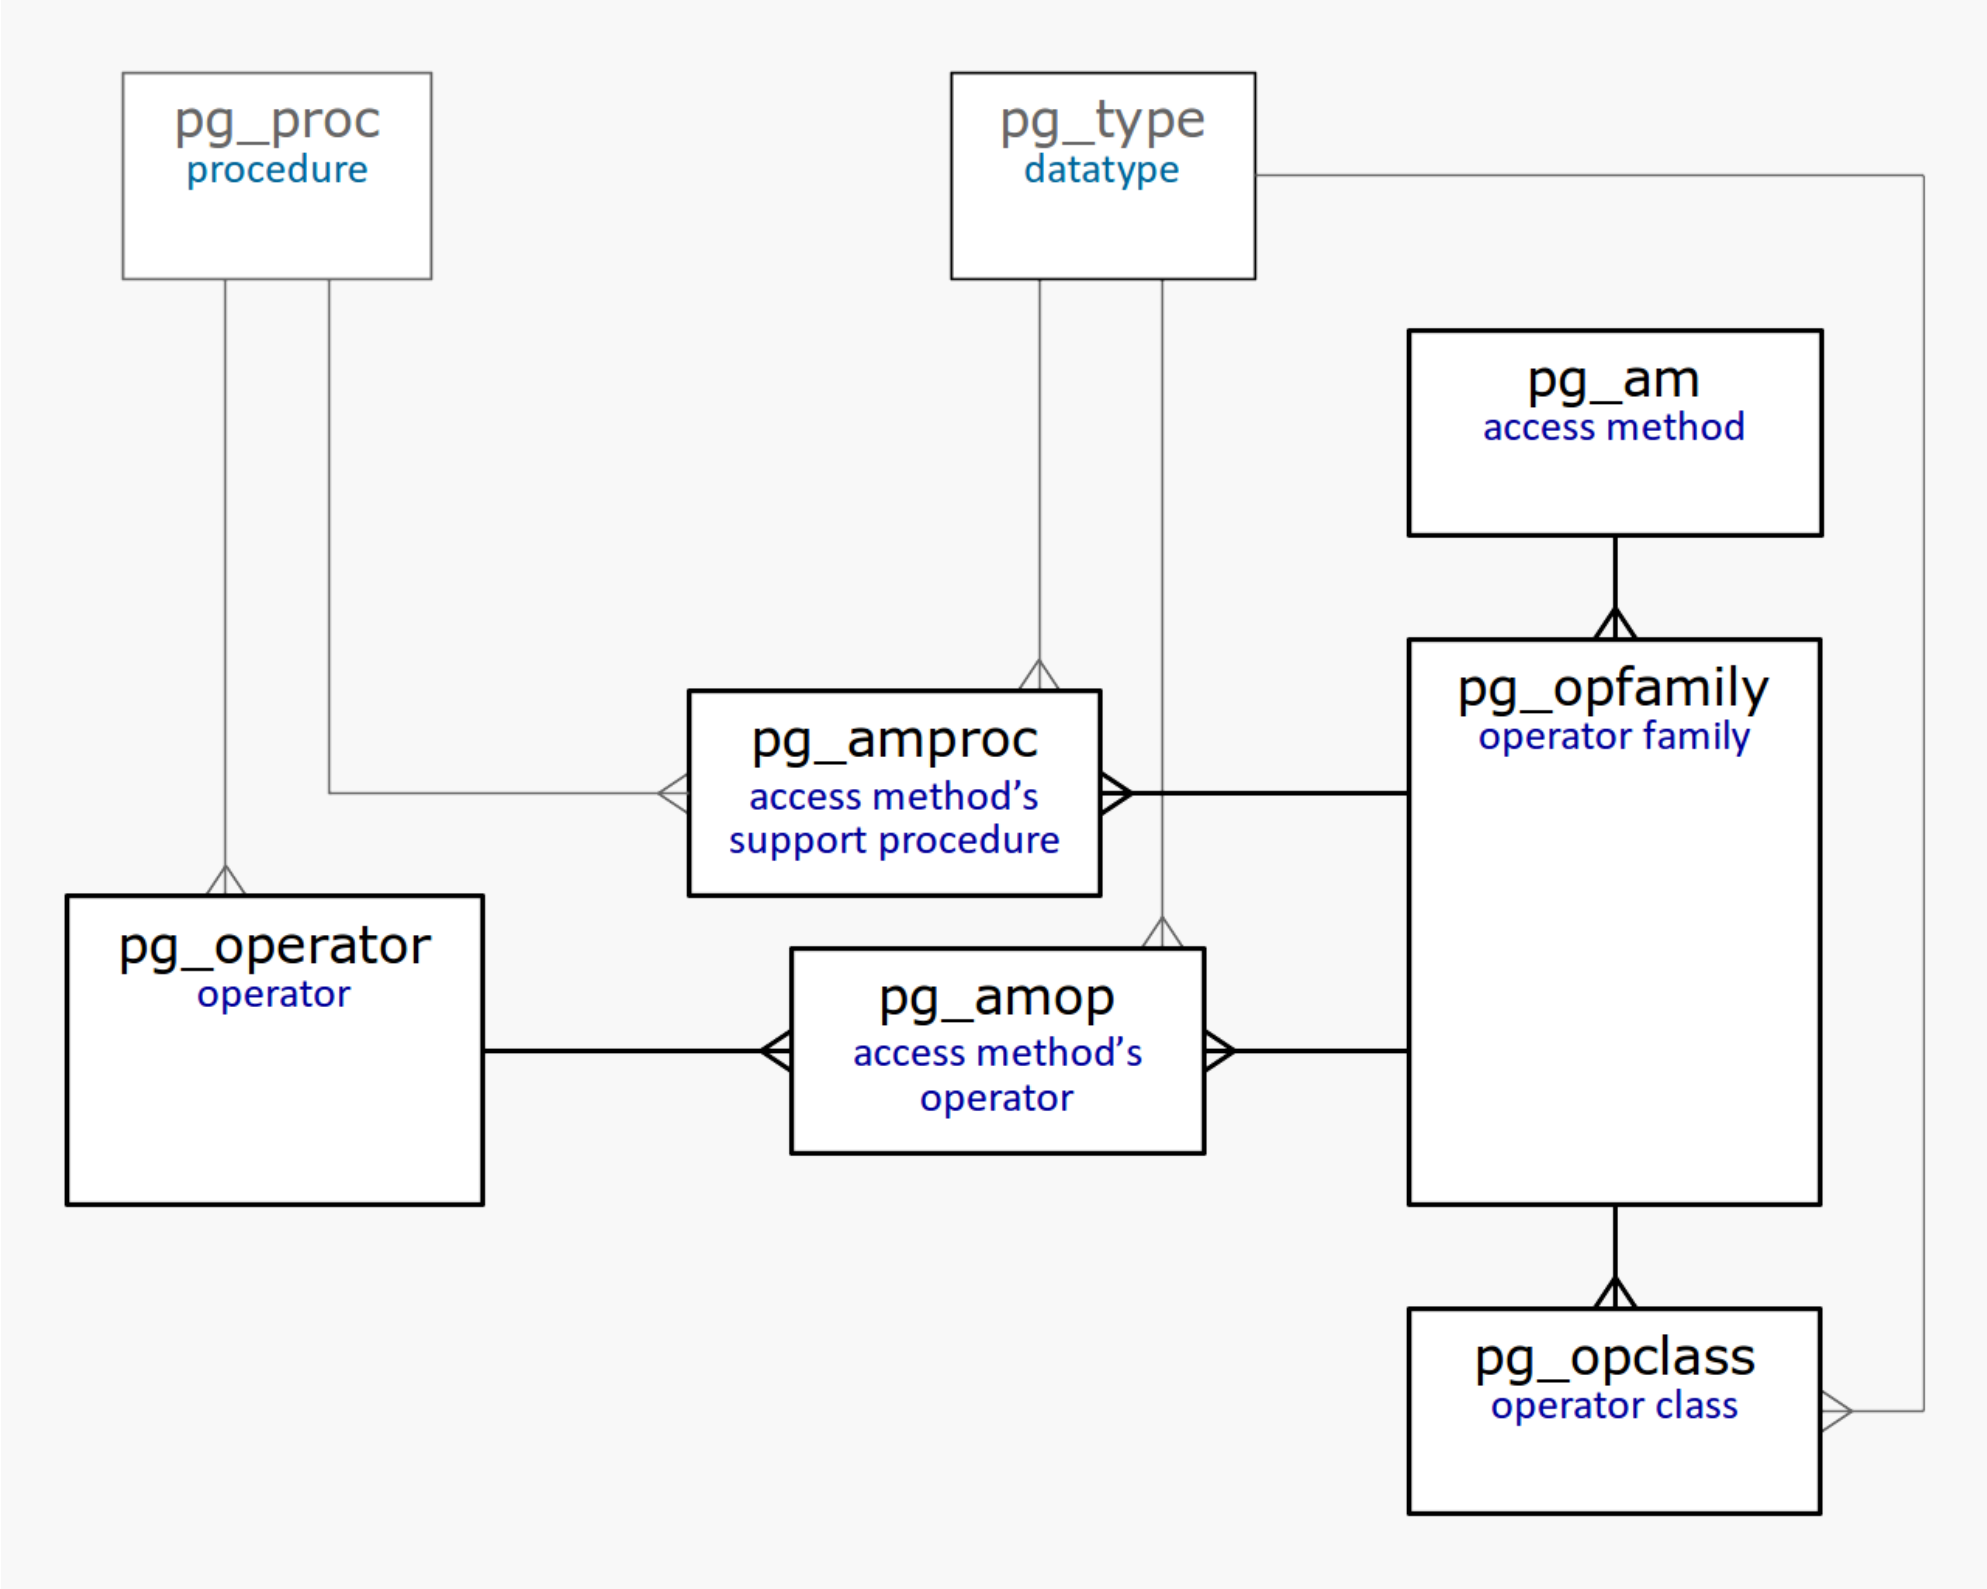 pg_proc
procedure
pg_type
datatype
pg_am
access method
pg_opfamily
operator family
pg_amproc
access method’s
support procedure
pg_operator
operator
pg_amop
access method’s
operator
pg_opclass
operator class